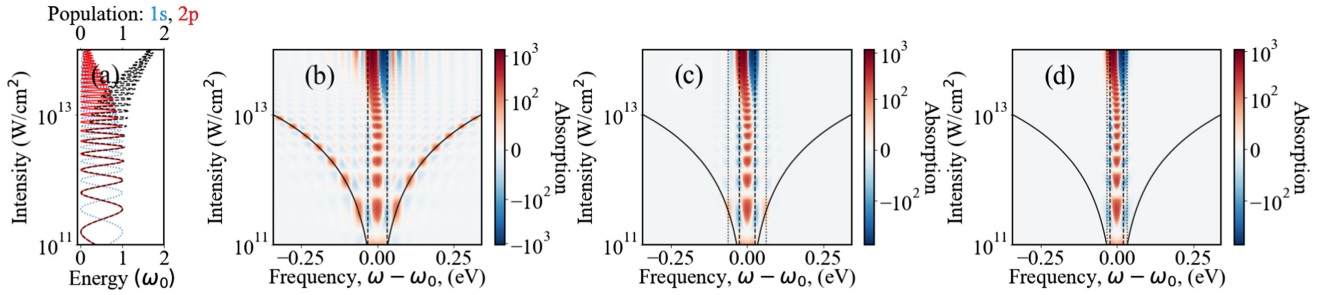 Population: 1s, 2p
0 1 2
(a)
Intensity (W/cm²)
10¹³
10¹¹
0 1 2
Energy (ω₀)
(b)
Intensity (W/cm²)
10¹³
10¹¹
−0.25 0.00 0.25
Frequency, ω − ω₀, (eV)
10³
10²
0
−10²
−10³
Absorption
(c)
Intensity (W/cm²)
10¹³
10¹¹
−0.25 0.00 0.25
Frequency, ω − ω₀, (eV)
10³
10²
0
−10²
Absorption
(d)
Intensity (W/cm²)
10¹³
10¹¹
−0.25 0.00 0.25
Frequency, ω − ω₀, (eV)
10³
10²
0
−10²
Absorption